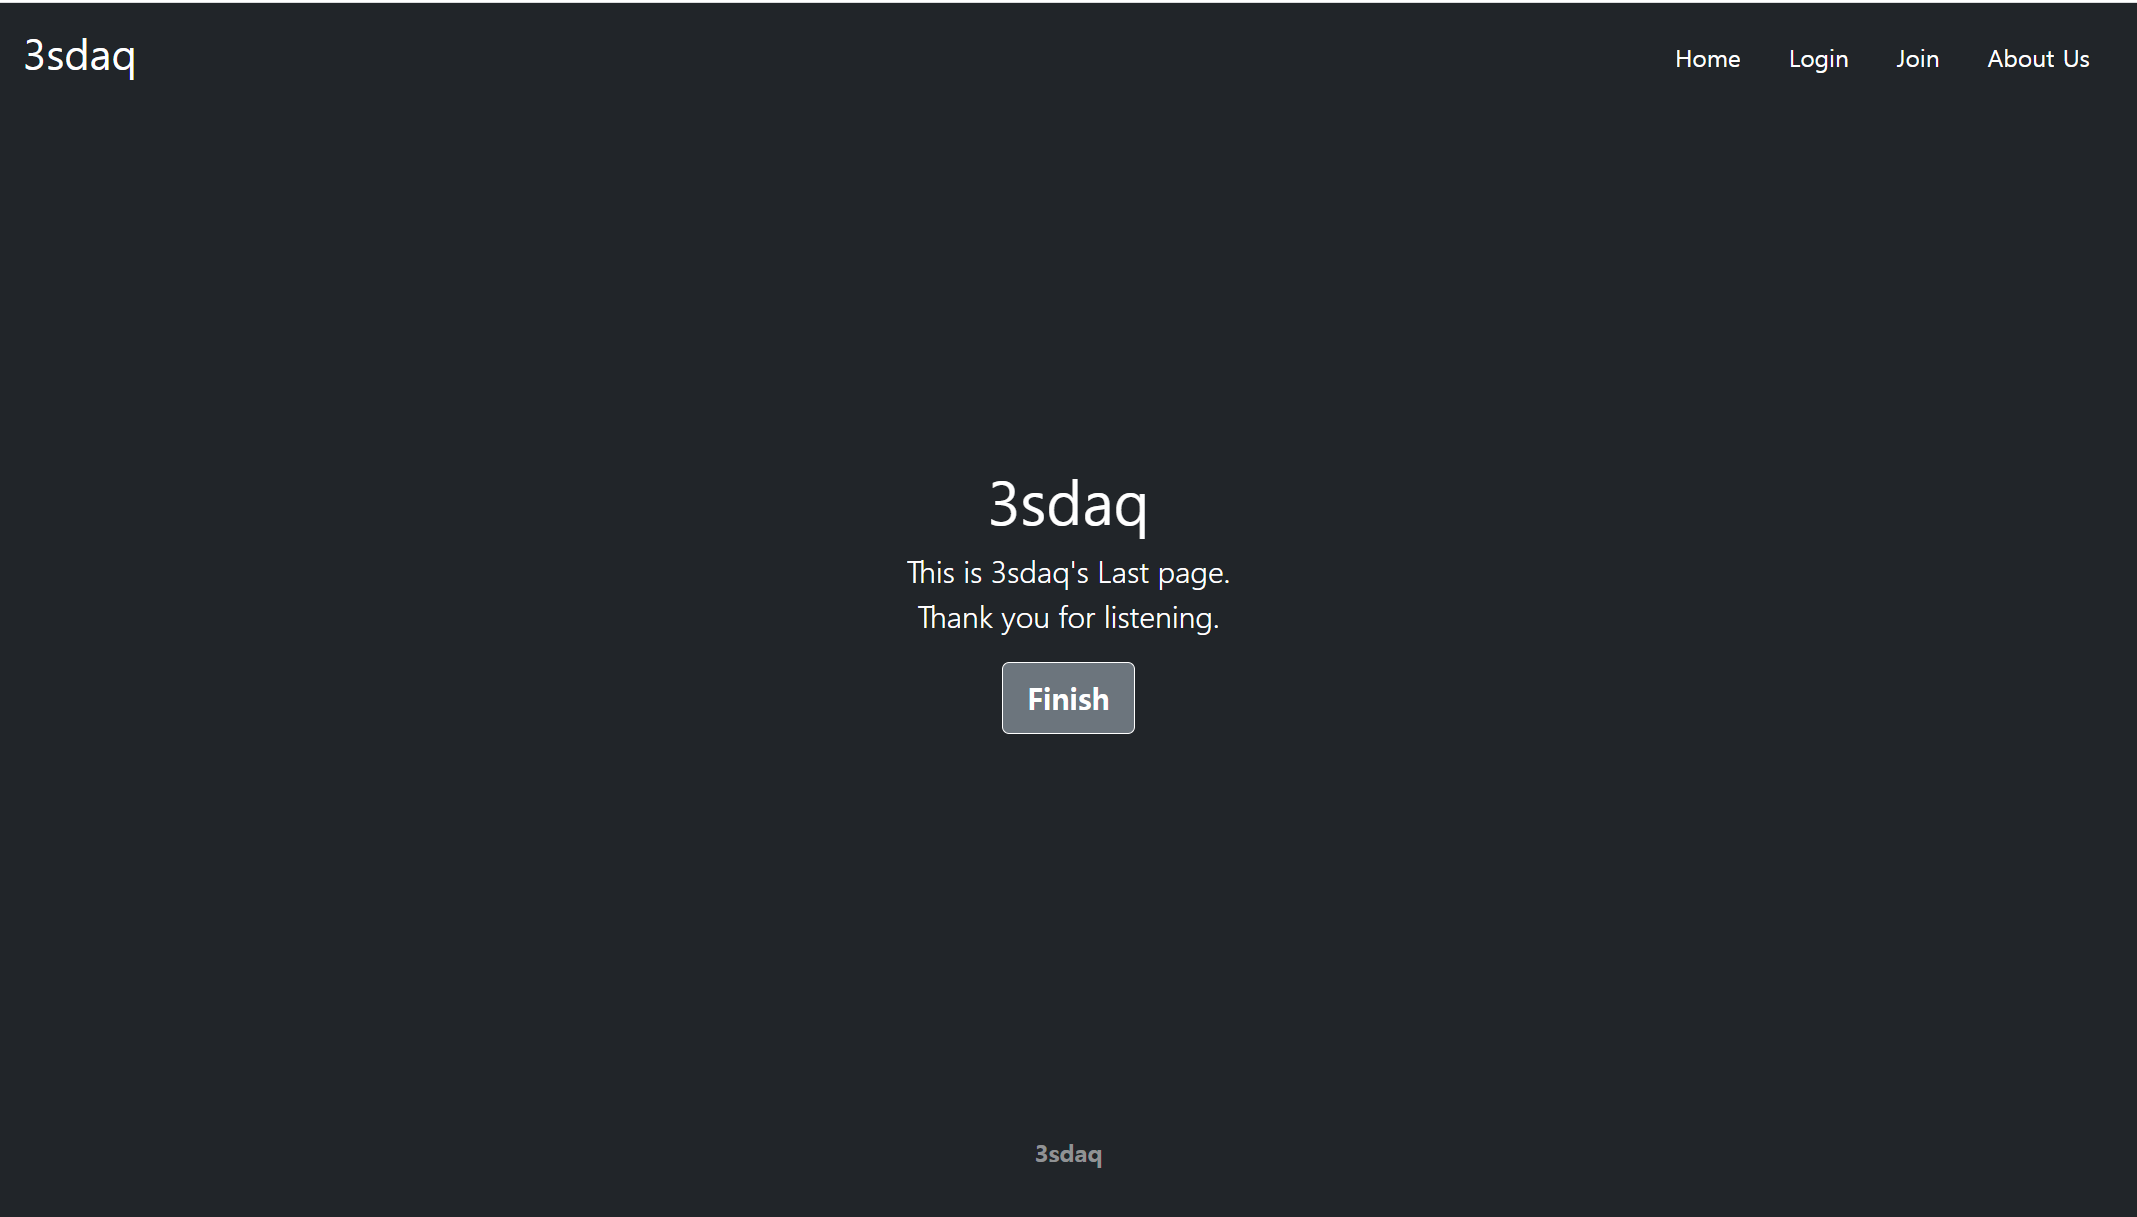 3sdaq
Home Login Join About Us
3sdaq
This is 3sdaq's Last page.
Thank you for listening.
Finish
3sdaq